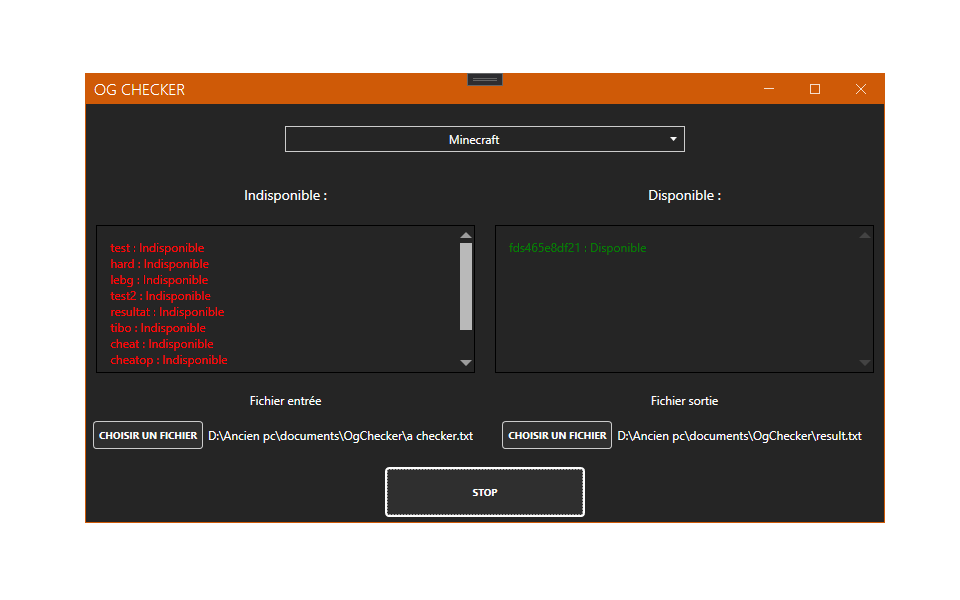 OG CHECKER
Minecraft
Indisponible :
Disponible :
test : Indisponible
hard : Indisponible
lebg : Indisponible
test2 : Indisponible
resultat : Indisponible
tibo : Indisponible
cheat : Indisponible
cheatop : Indisponible
fds465e8df21 : Disponible
Fichier entrée
Fichier sortie
CHOISIR UN FICHIER D:\Ancien pc\documents\OgChecker\a checker.txt
CHOISIR UN FICHIER D:\Ancien pc\documents\OgChecker\result.txt
STOP